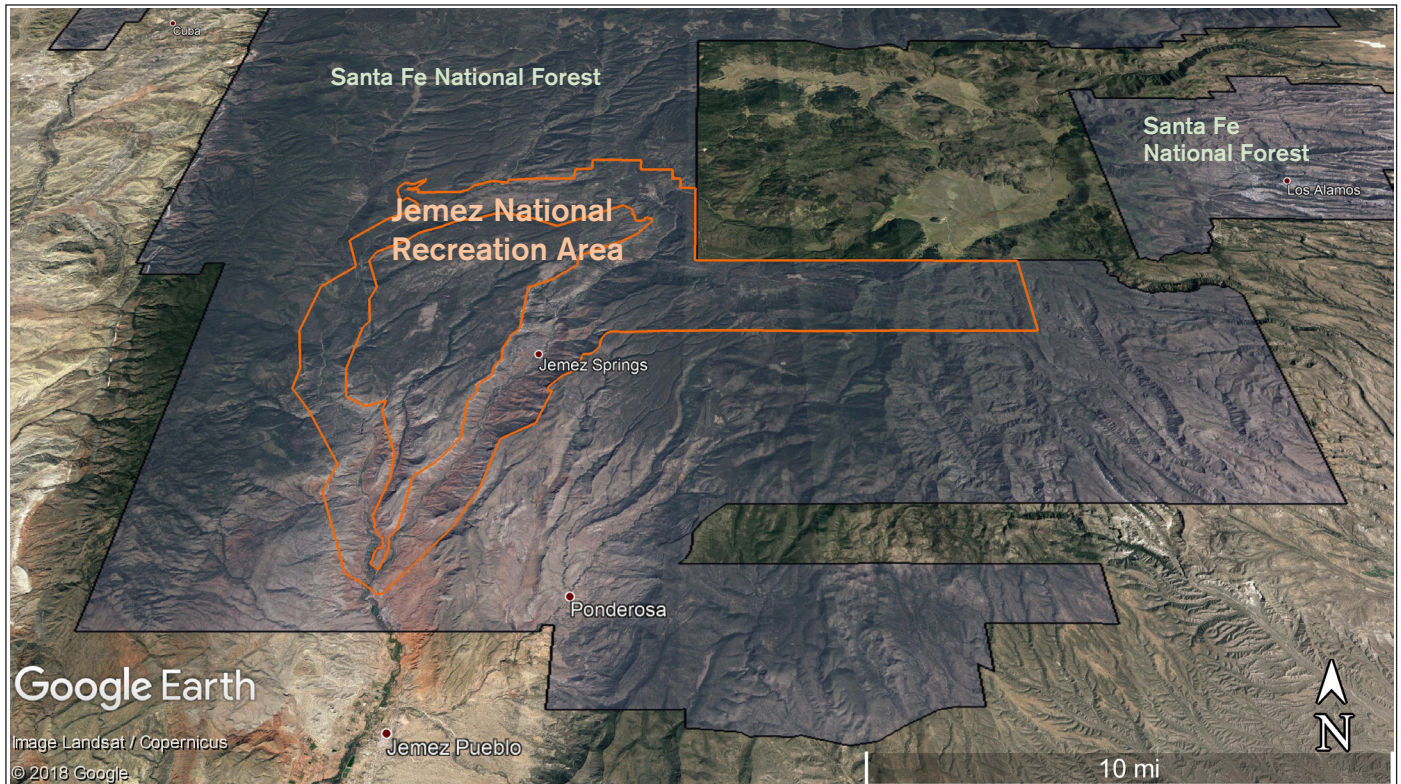 Cuba
Santa Fe National Forest
Santa Fe
National Forest
Los Alamos
Jemez National
Recreation Area
Jemez Springs
Ponderosa
Jemez Pueblo
Google Earth
Image Landsat / Copernicus
© 2018 Google
N
10 mi